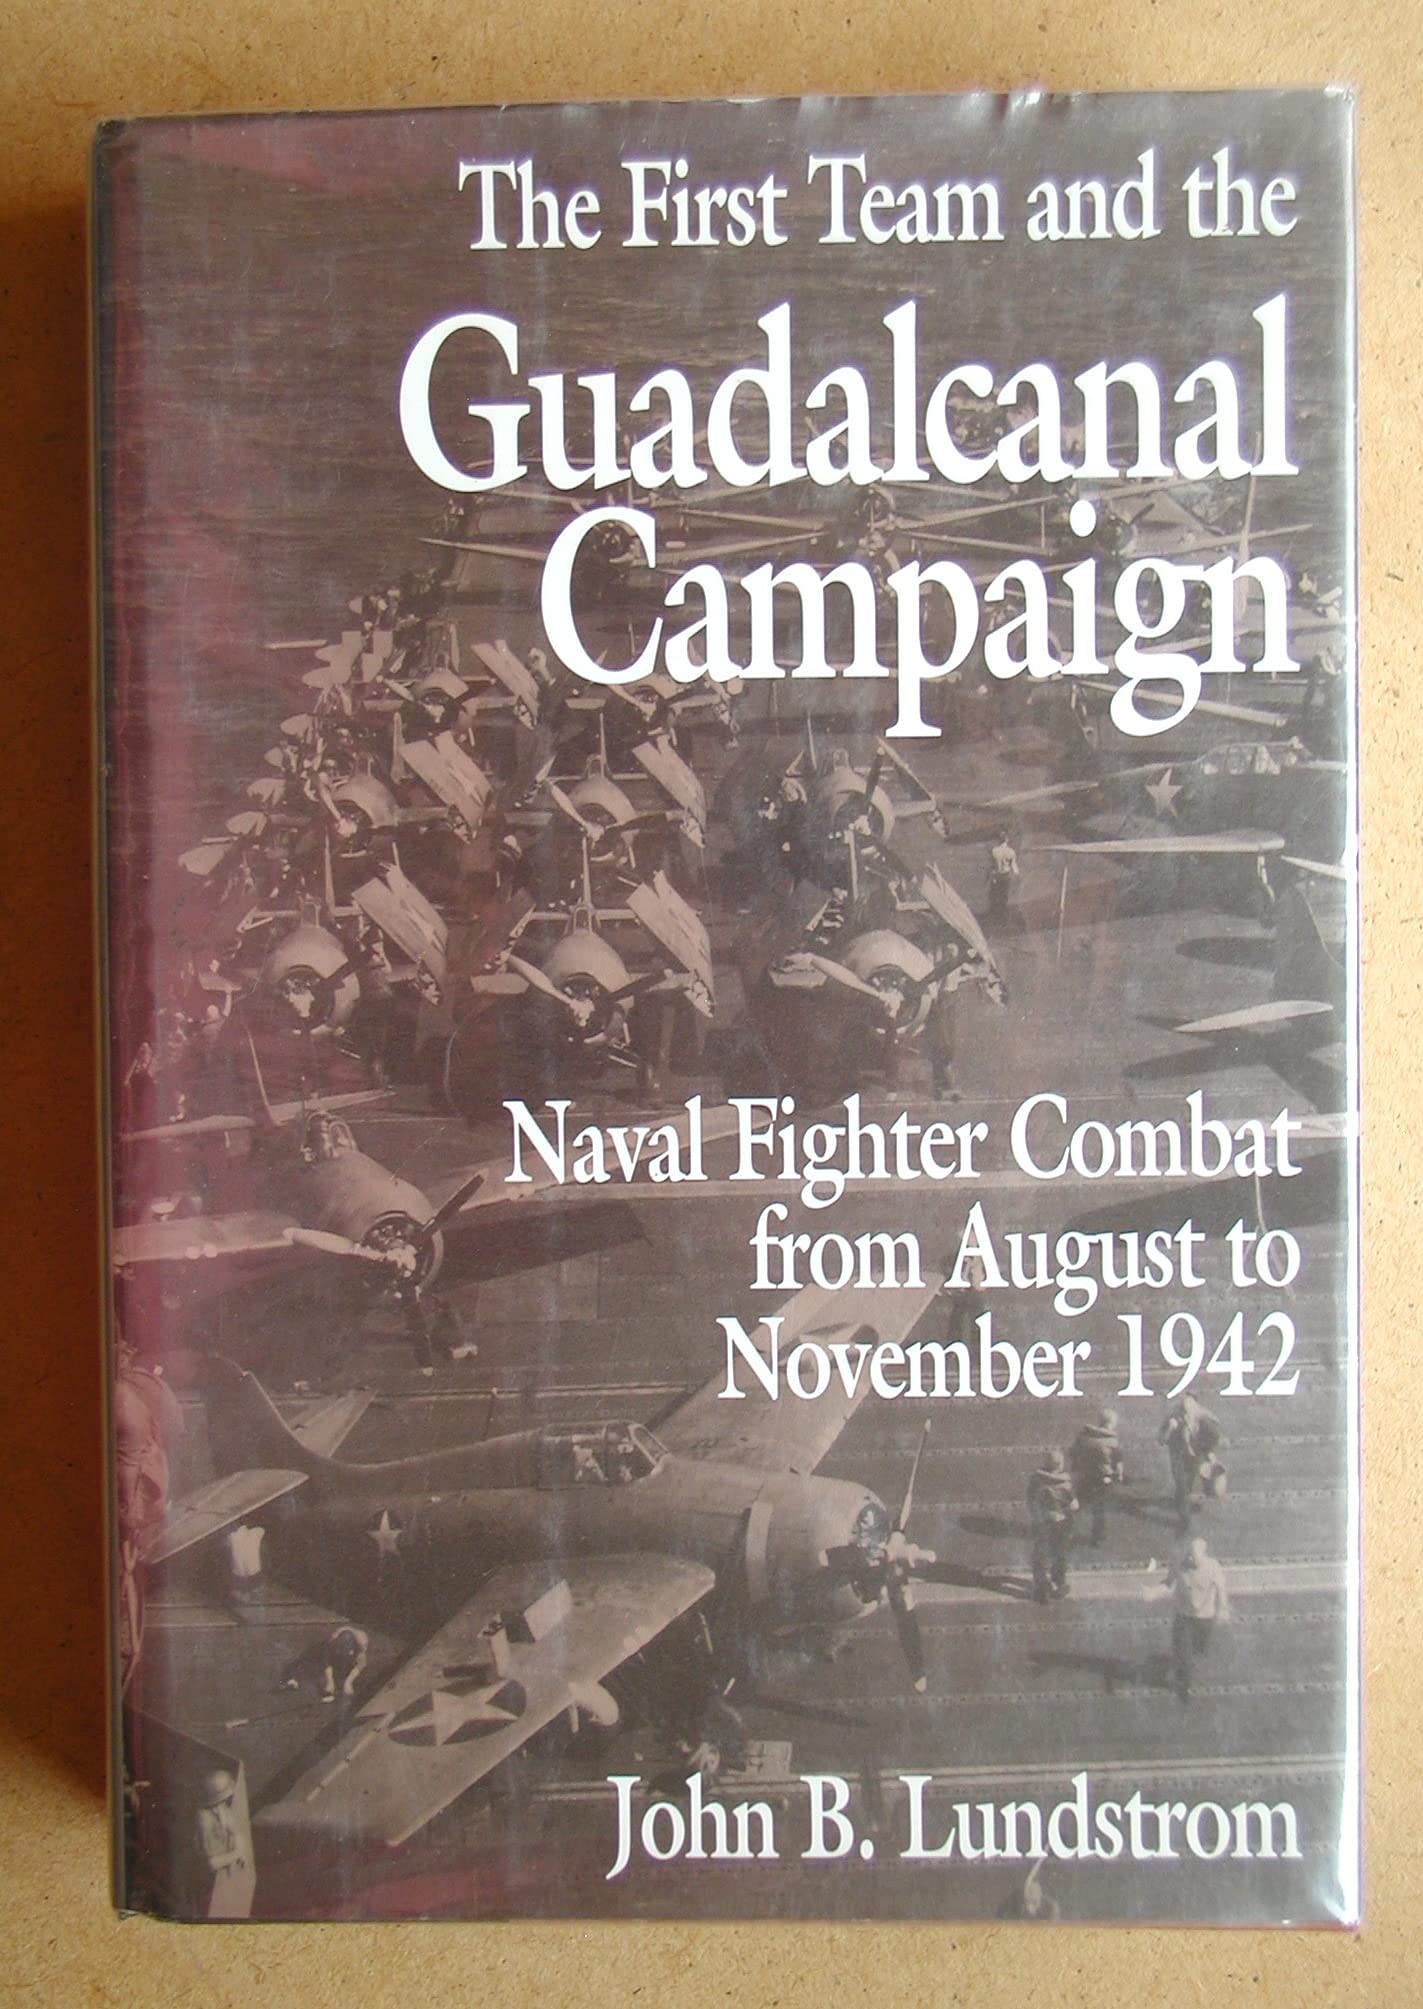 The First Team and the
Guadalcanal
Campaign
Naval Fighter Combat
from August to
November 1942
John B. Lundstrom